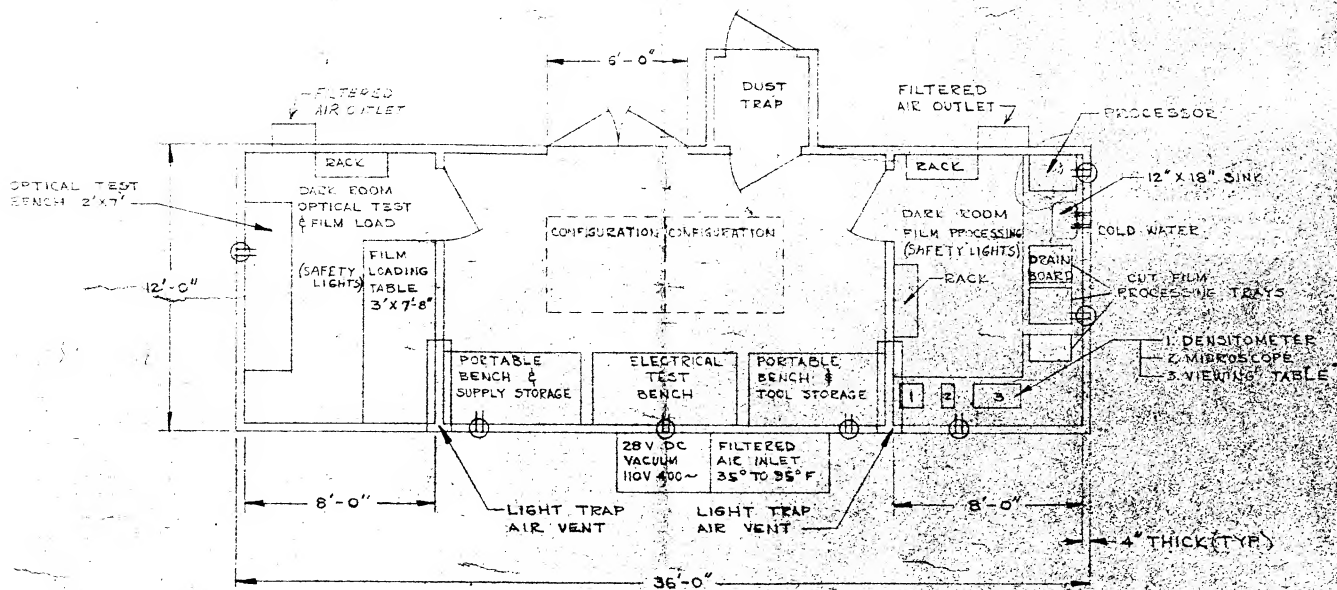 6'-0"
DUST
TRAP
FILTERED
AIR OUTLET
FILTERED
AIR OUTLET
PROCESSOR
RACK
RACK
12" X 18" SINK
OPTICAL TEST
BENCH 2'X7'
DARK ROOM
OPTICAL TEST
& FILM LOAD
DARK ROOM
FILM PROCESSING
(SAFETY LIGHTS)
COLD WATER
CONFIGURATION
CONFIGURATION
(SAFETY
LIGHTS)
FILM
LOADING
TABLE
3'X7'-8"
DRAIN
BOARD
RACK
CUT FILM
PROCESSING TRAYS
12'-0"
1. DENSITOMETER
2. MICROSCOPE
3. VIEWING TABLE
PORTABLE
BENCH &
SUPPLY STORAGE
ELECTRICAL
TEST
BENCH
PORTABLE
BENCH &
TOOL STORAGE
1
2
3
28 V DC
VACUUM
110V 400~
FILTERED
AIR INLET
35° TO 95° F
8'-0"
LIGHT TRAP
AIR VENT
LIGHT TRAP
AIR VENT
8'-0"
4" THICK (TYP)
36'-0"